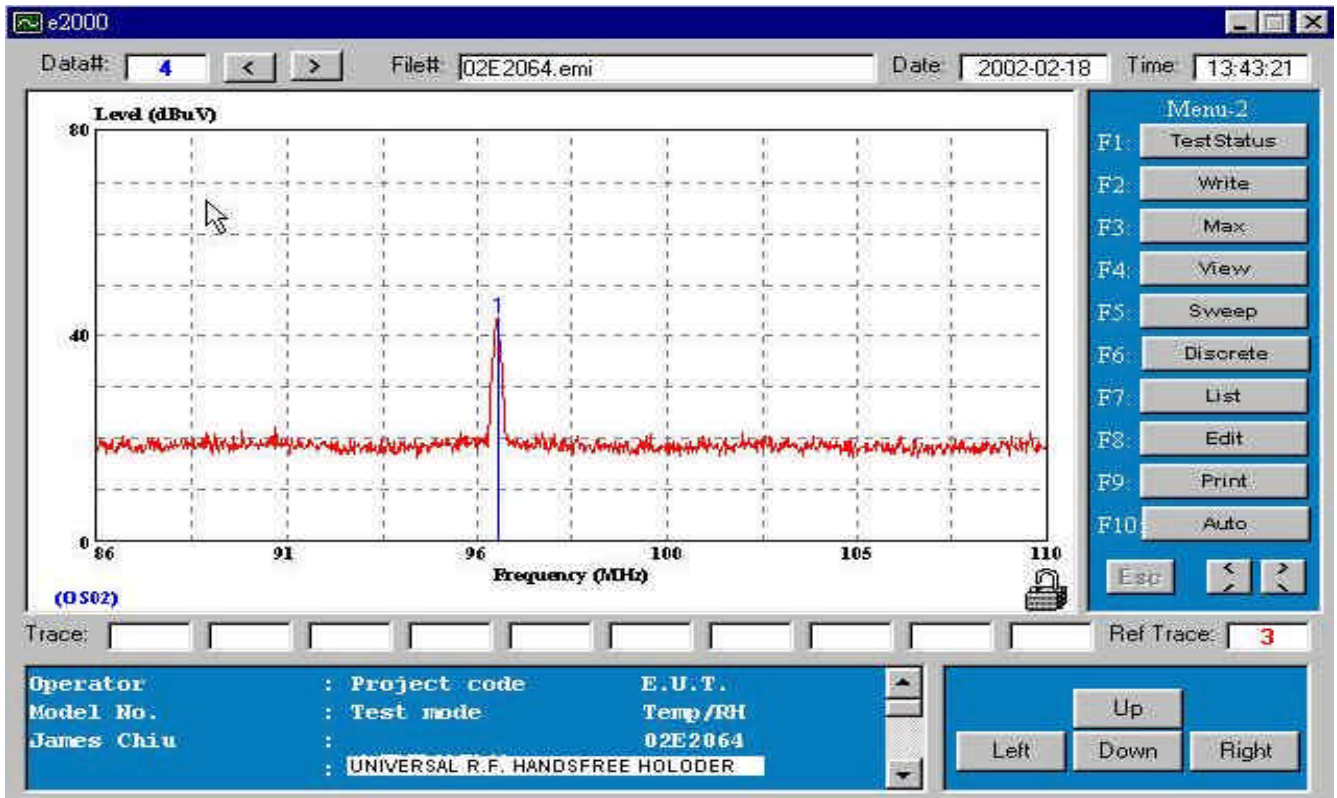 e2000
Data#: 4 < > File#: 02E2064.emi Date: 2002-02-18 Time: 13:43:21
Level (dBuV)
80
40
0
86 91 96 100 105 110
Frequency (MHz)
(OS02)
Menu-2
F1: TestStatus
F2: Write
F3: Max
F4: View
F5: Sweep
F6: Discrete
F7: List
F8: Edit
F9: Print
F10: Auto
Esc
Trace: Ref Trace: 3
Operator : Project code E.U.T.
Model No. : Test mode Temp/RH
James Chiu : 02E2064
: UNIVERSAL R.F. HANDSFREE HOLODER
Up
Left Down Right